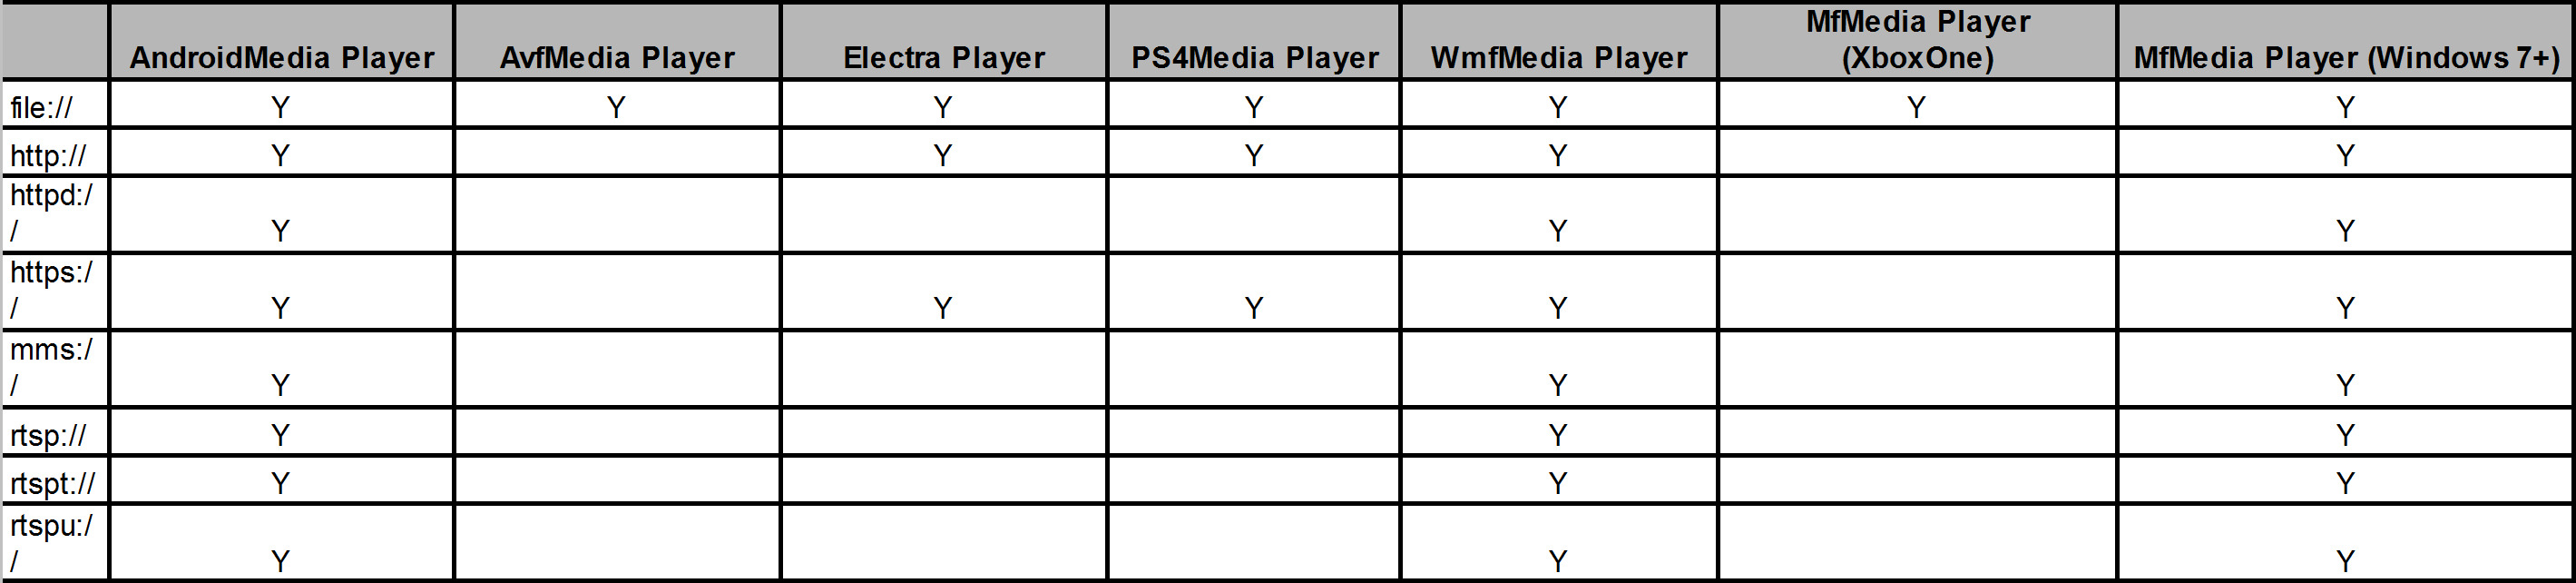 AndroidMedia Player AvfMedia Player Electra Player PS4Media Player WmfMedia Player MfMedia Player (XboxOne) MfMedia Player (Windows 7+)
file:// Y Y Y Y Y Y Y
http:// Y Y Y Y Y
httpd:/
/ Y Y Y
https:/
/ Y Y Y Y Y
mms:/
/ Y Y Y
rtsp:// Y Y Y
rtspt:// Y Y Y
rtspu:/
/ Y Y Y